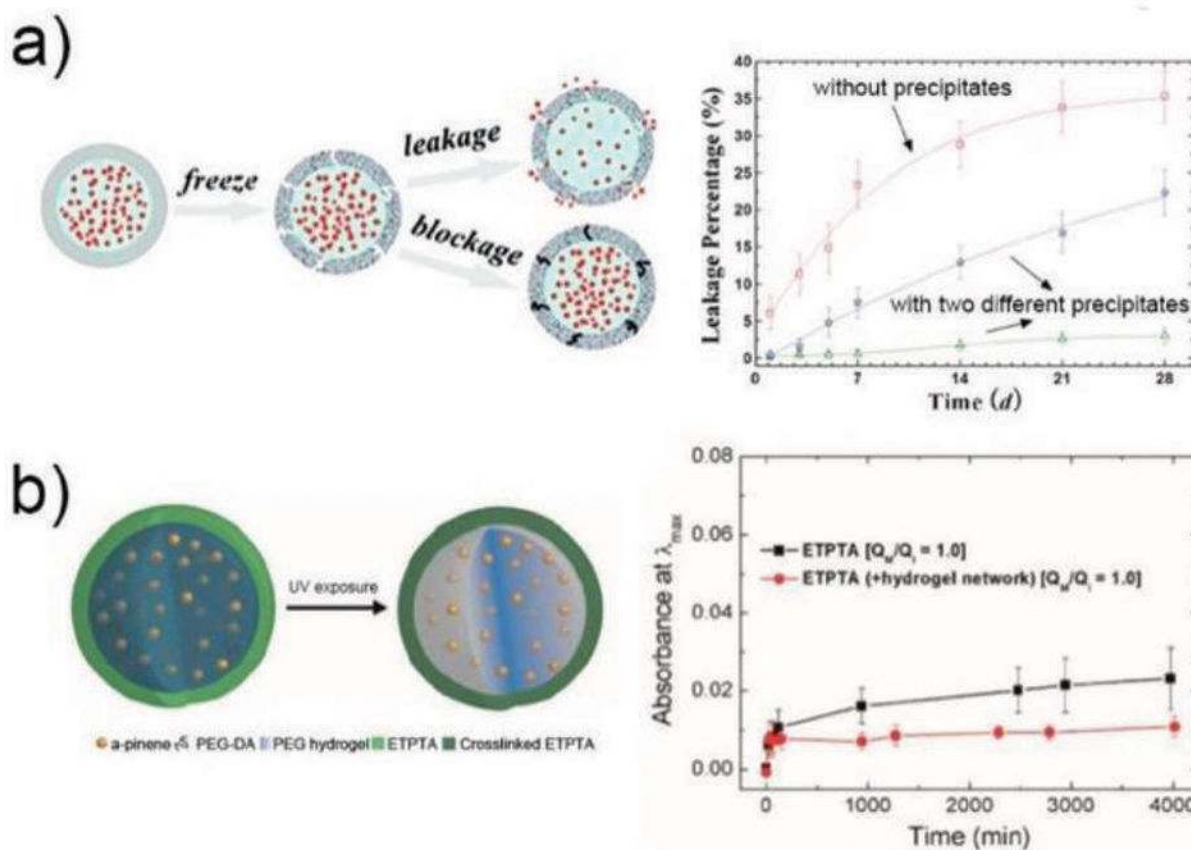 a)
freeze
leakage
blockage
Leakage Percentage (%)
40
35
30
25
20
15
10
5
0
without precipitates
with two different precipitates
0 7 14 21 28
Time (d)
b)
UV exposure
a-pinene PEG-DA PEG hydrogel ETPTA Crosslinked ETPTA
Absorbance at λmax
0.08
0.06
0.04
0.02
0.00
ETPTA [QM/QI = 1.0]
ETPTA (+hydrogel network) [QM/QI = 1.0]
0 1000 2000 3000 4000
Time (min)